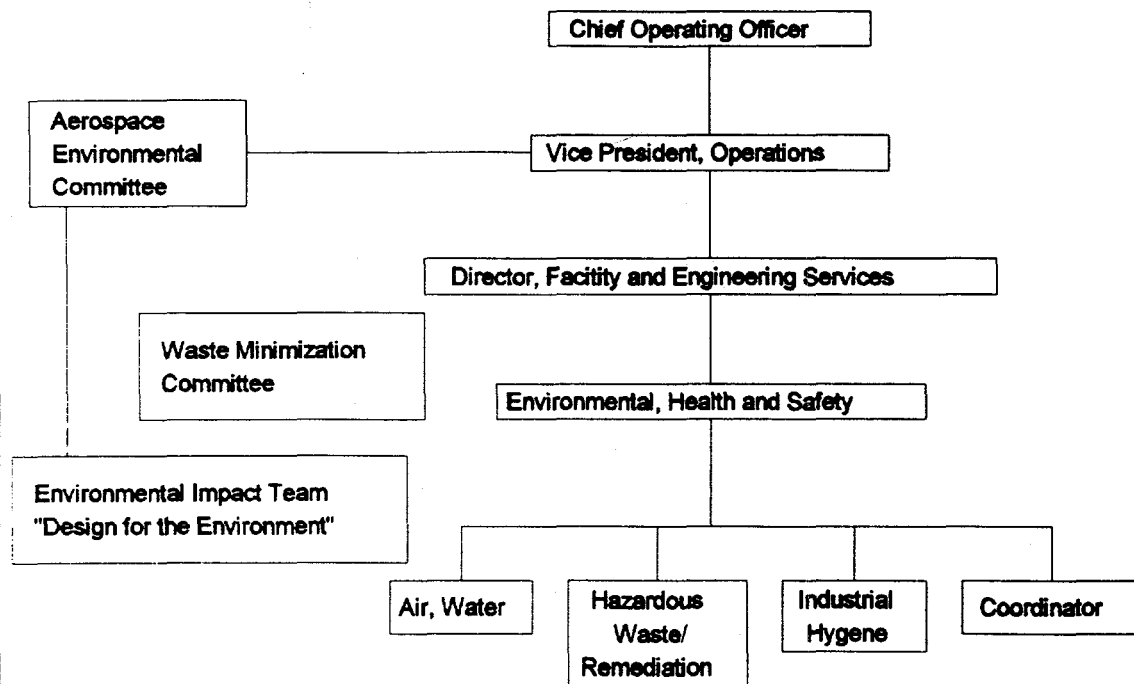 Chief Operating Officer
Aerospace
Environmental
Committee
Vice President, Operations
Director, Facitity and Engineering Services
Waste Minimization
Committee
Environmental, Health and Safety
Environmental Impact Team
"Design for the Environment"
Air, Water
Hazardous
Waste/
Remediation
Industrial
Hygene
Coordinator